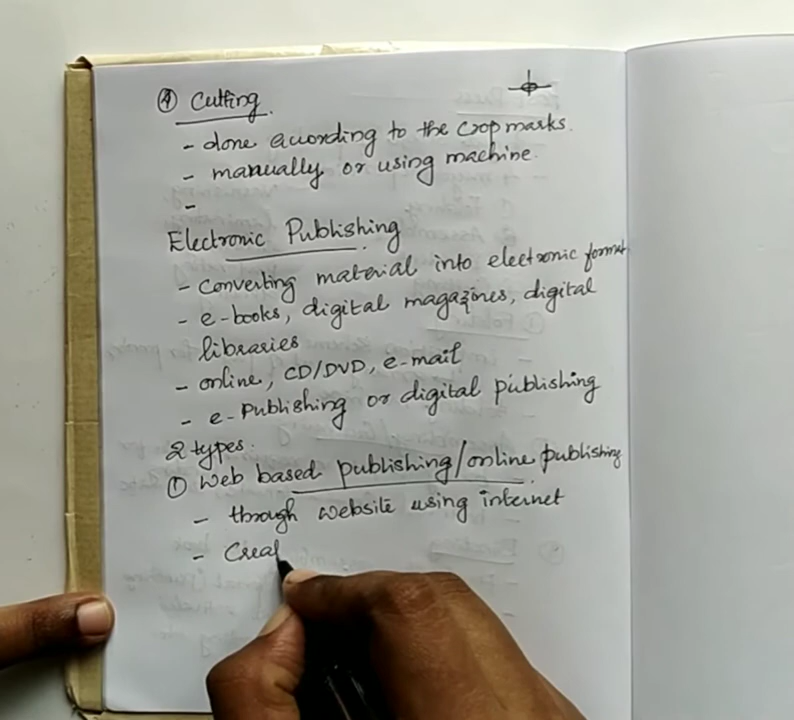 ④ Cutting.
- done acuording to the crop marks.
- manually or using machine.
-
Electronic Publishing
- Converting material into electronic format
- e-books, digital magazines, digital
libraries
- online, CD/DVD, e-mail
- e-Publishing or digital publishing
2 types.
① Web based publishing/online publishing
- through website using internet
- Creat